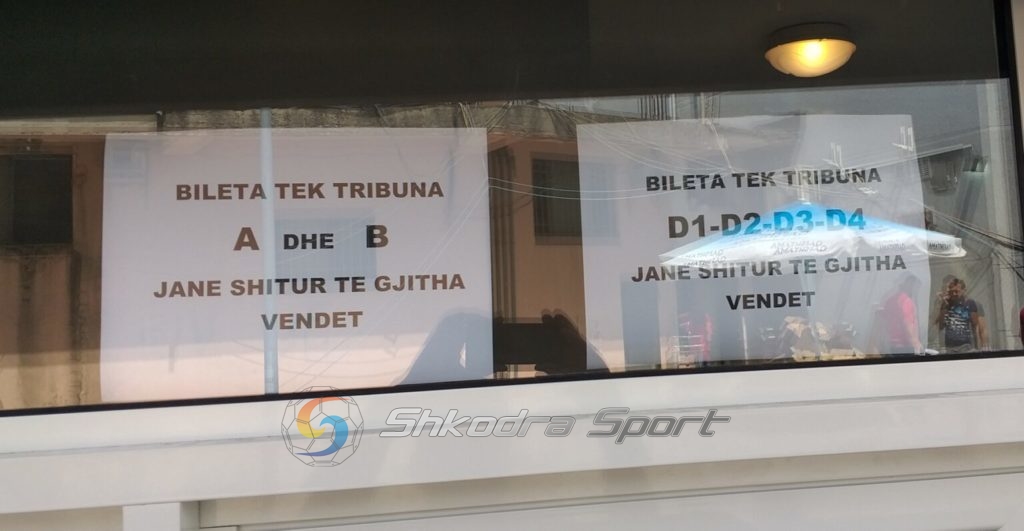 BILETA TEK TRIBUNA
A DHE B
JANE SHITUR TE GJITHA
VENDET
BILETA TEK TRIBUNA
D1-D2-D3-D4
JANE SHITUR TE GJITHA
VENDET
Shkodra Sport